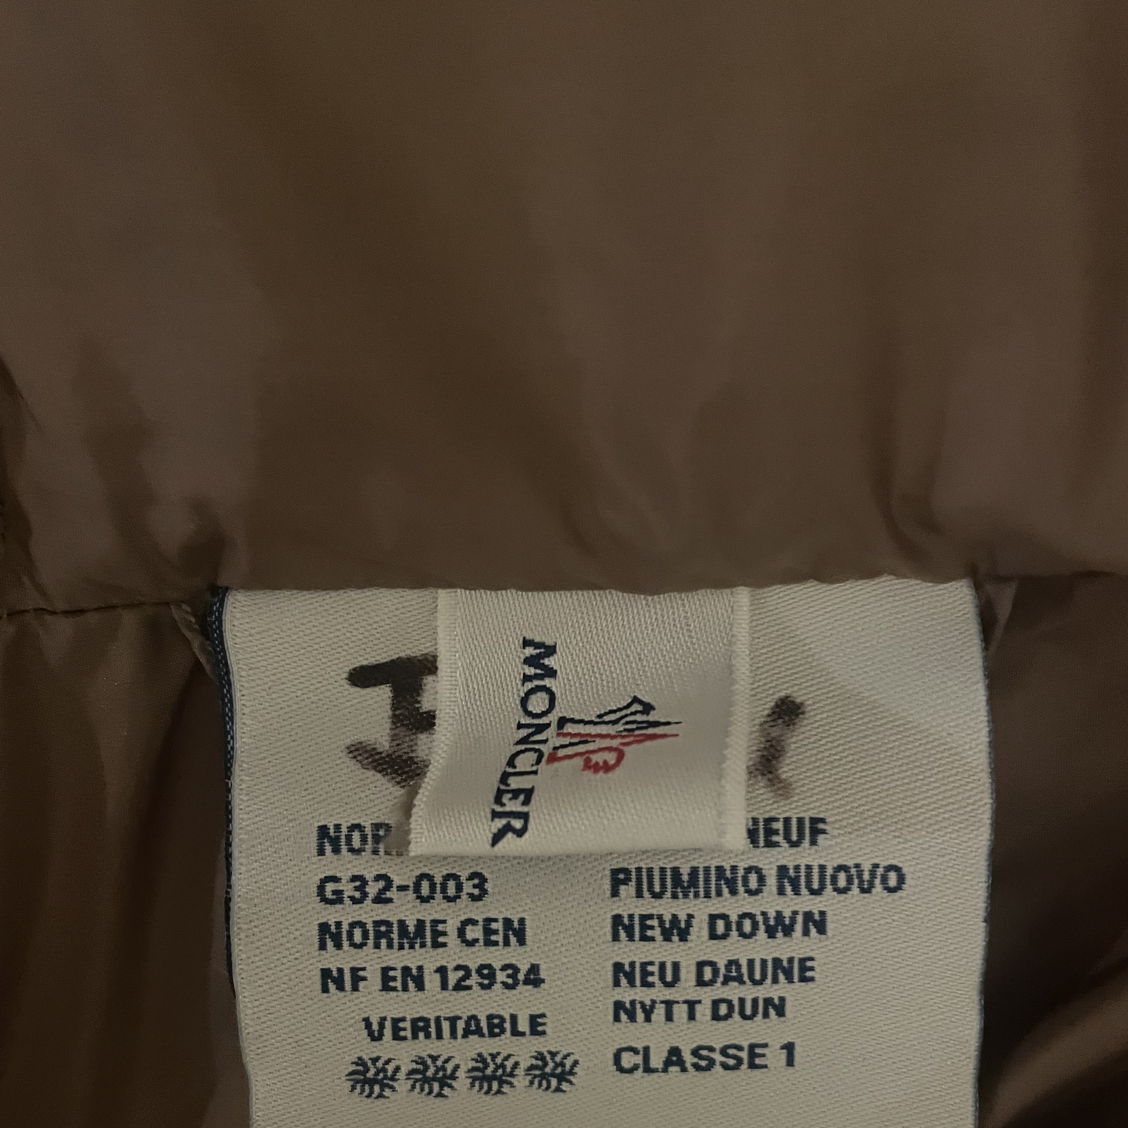 MONCLER
NEUF
G32-003
PIUMINO NUOVO
NORME CEN
NEW DOWN
NF EN 12934
NEU DAUNE
NYTT DUN
VERITABLE
CLASSE 1